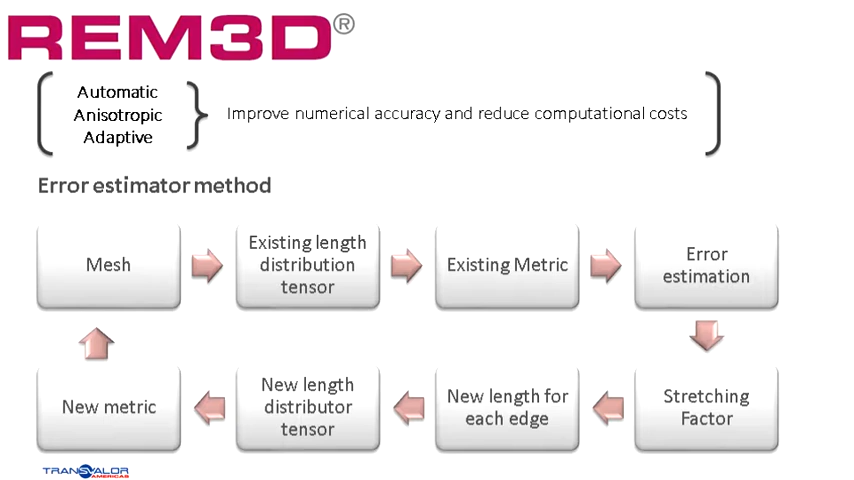 REM3D®
Automatic
Anisotropic
Adaptive
Improve numerical accuracy and reduce computational costs
Error estimator method
Mesh
Existing length
distribution
tensor
Existing Metric
Error
estimation
New metric
New length
distributor
tensor
New length for
each edge
Stretching
Factor
TRANSVALOR
AMERICAS